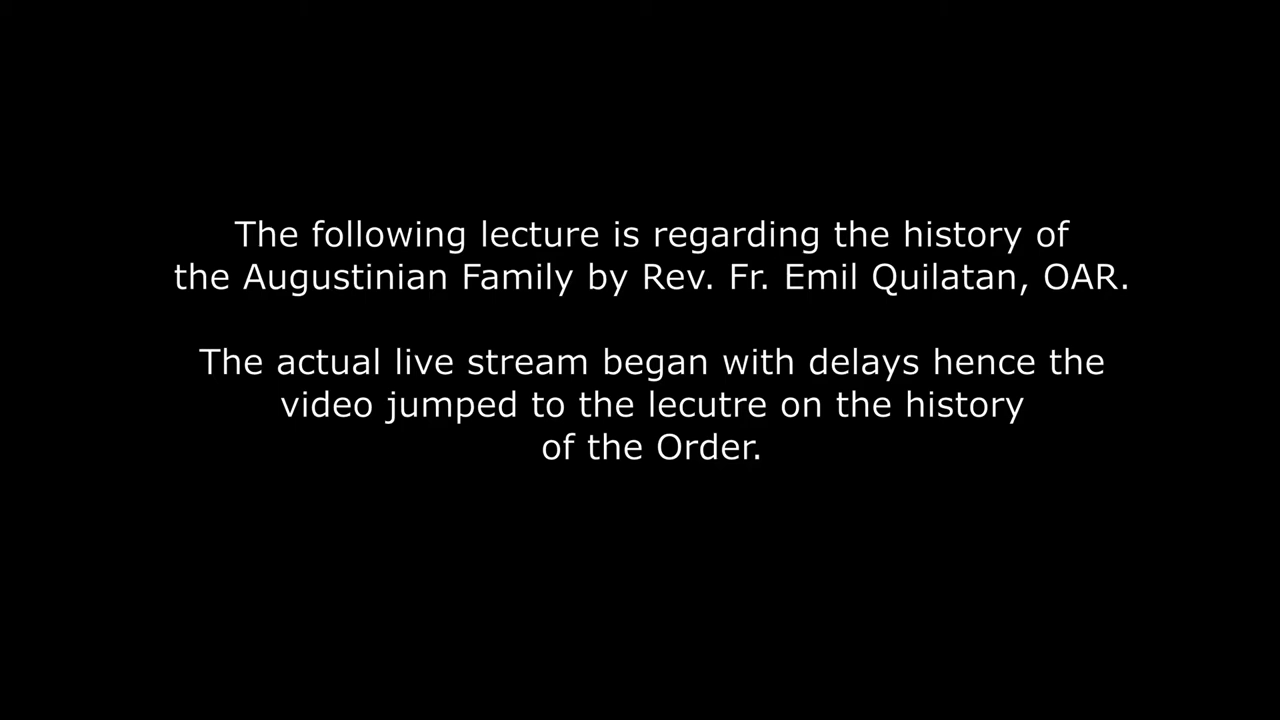 The following lecture is regarding the history of
the Augustinian Family by Rev. Fr. Emil Quilatan, OAR.
The actual live stream began with delays hence the
video jumped to the lecutre on the history
of the Order.